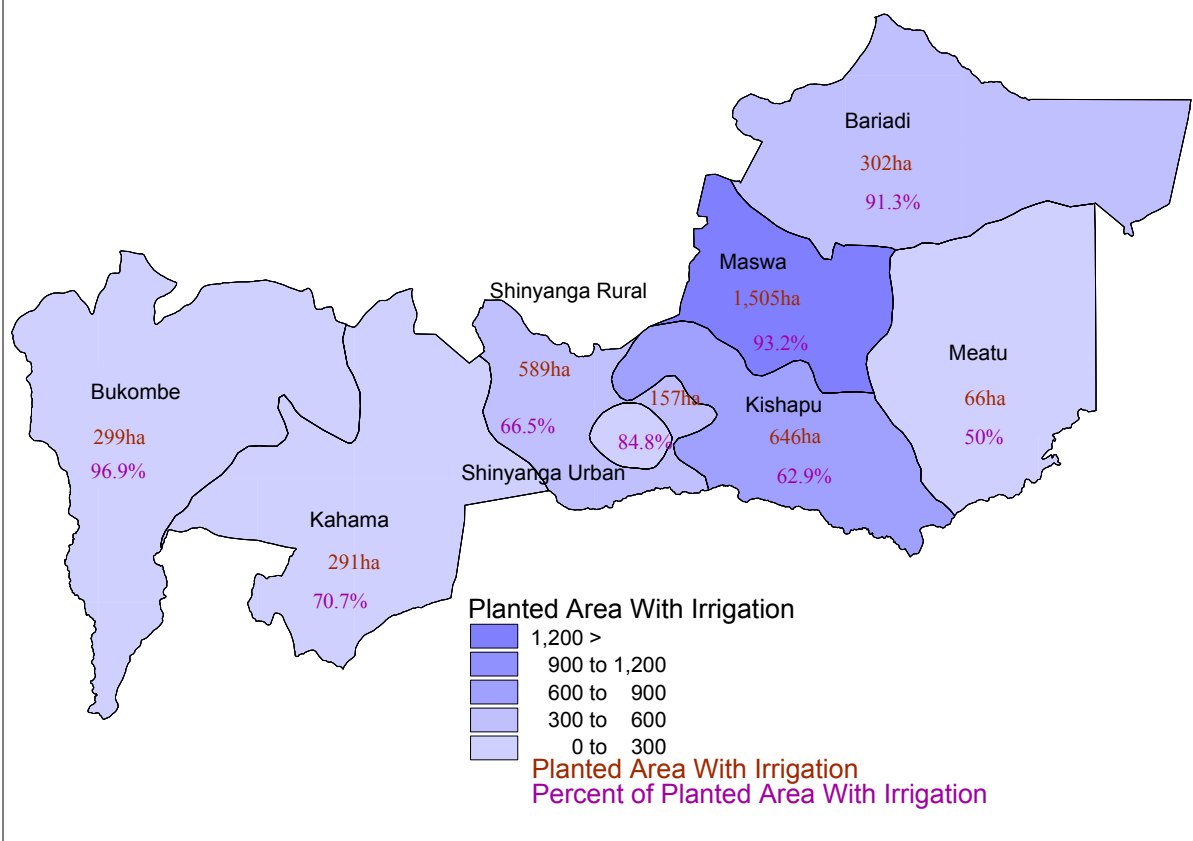 Bariadi
302ha
91.3%
Maswa
1,505ha
93.2%
Shinyanga Rural
589ha
66.5%
Meatu
66ha
50%
Bukombe
299ha
96.9%
157ha
84.8%
Shinyanga Urban
Kishapu
646ha
62.9%
Kahama
291ha
70.7%
Planted Area With Irrigation
1,200 >
900 to 1,200
600 to 900
300 to 600
0 to 300
Planted Area With Irrigation
Percent of Planted Area With Irrigation